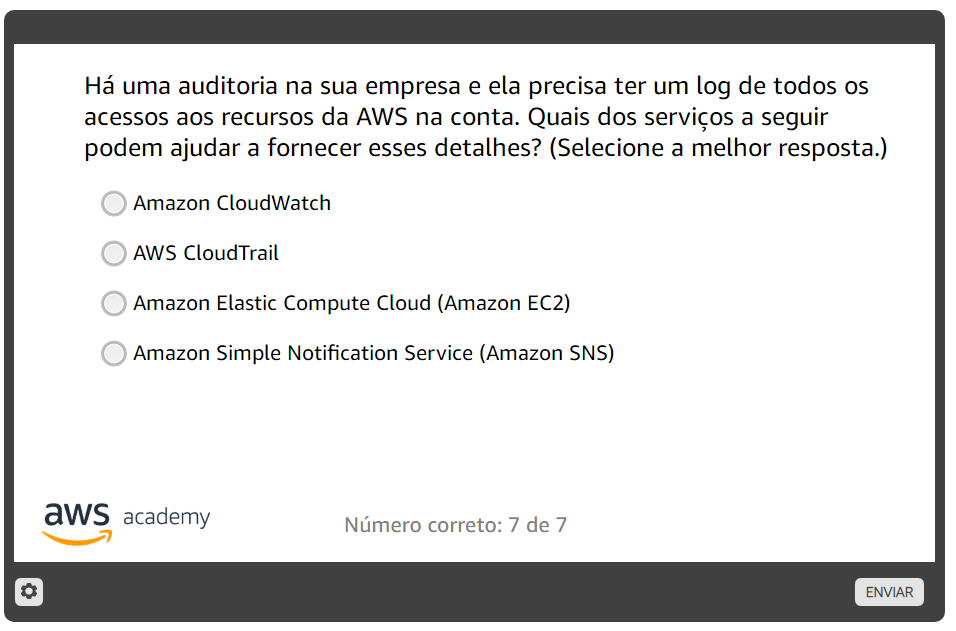 Há uma auditoria na sua empresa e ela precisa ter um log de todos os
acessos aos recursos da AWS na conta. Quais dos serviços a seguir
podem ajudar a fornecer esses detalhes? (Selecione a melhor resposta.)
Amazon CloudWatch
AWS CloudTrail
Amazon Elastic Compute Cloud (Amazon EC2)
Amazon Simple Notification Service (Amazon SNS)
aws academy
Número correto: 7 de 7
ENVIAR